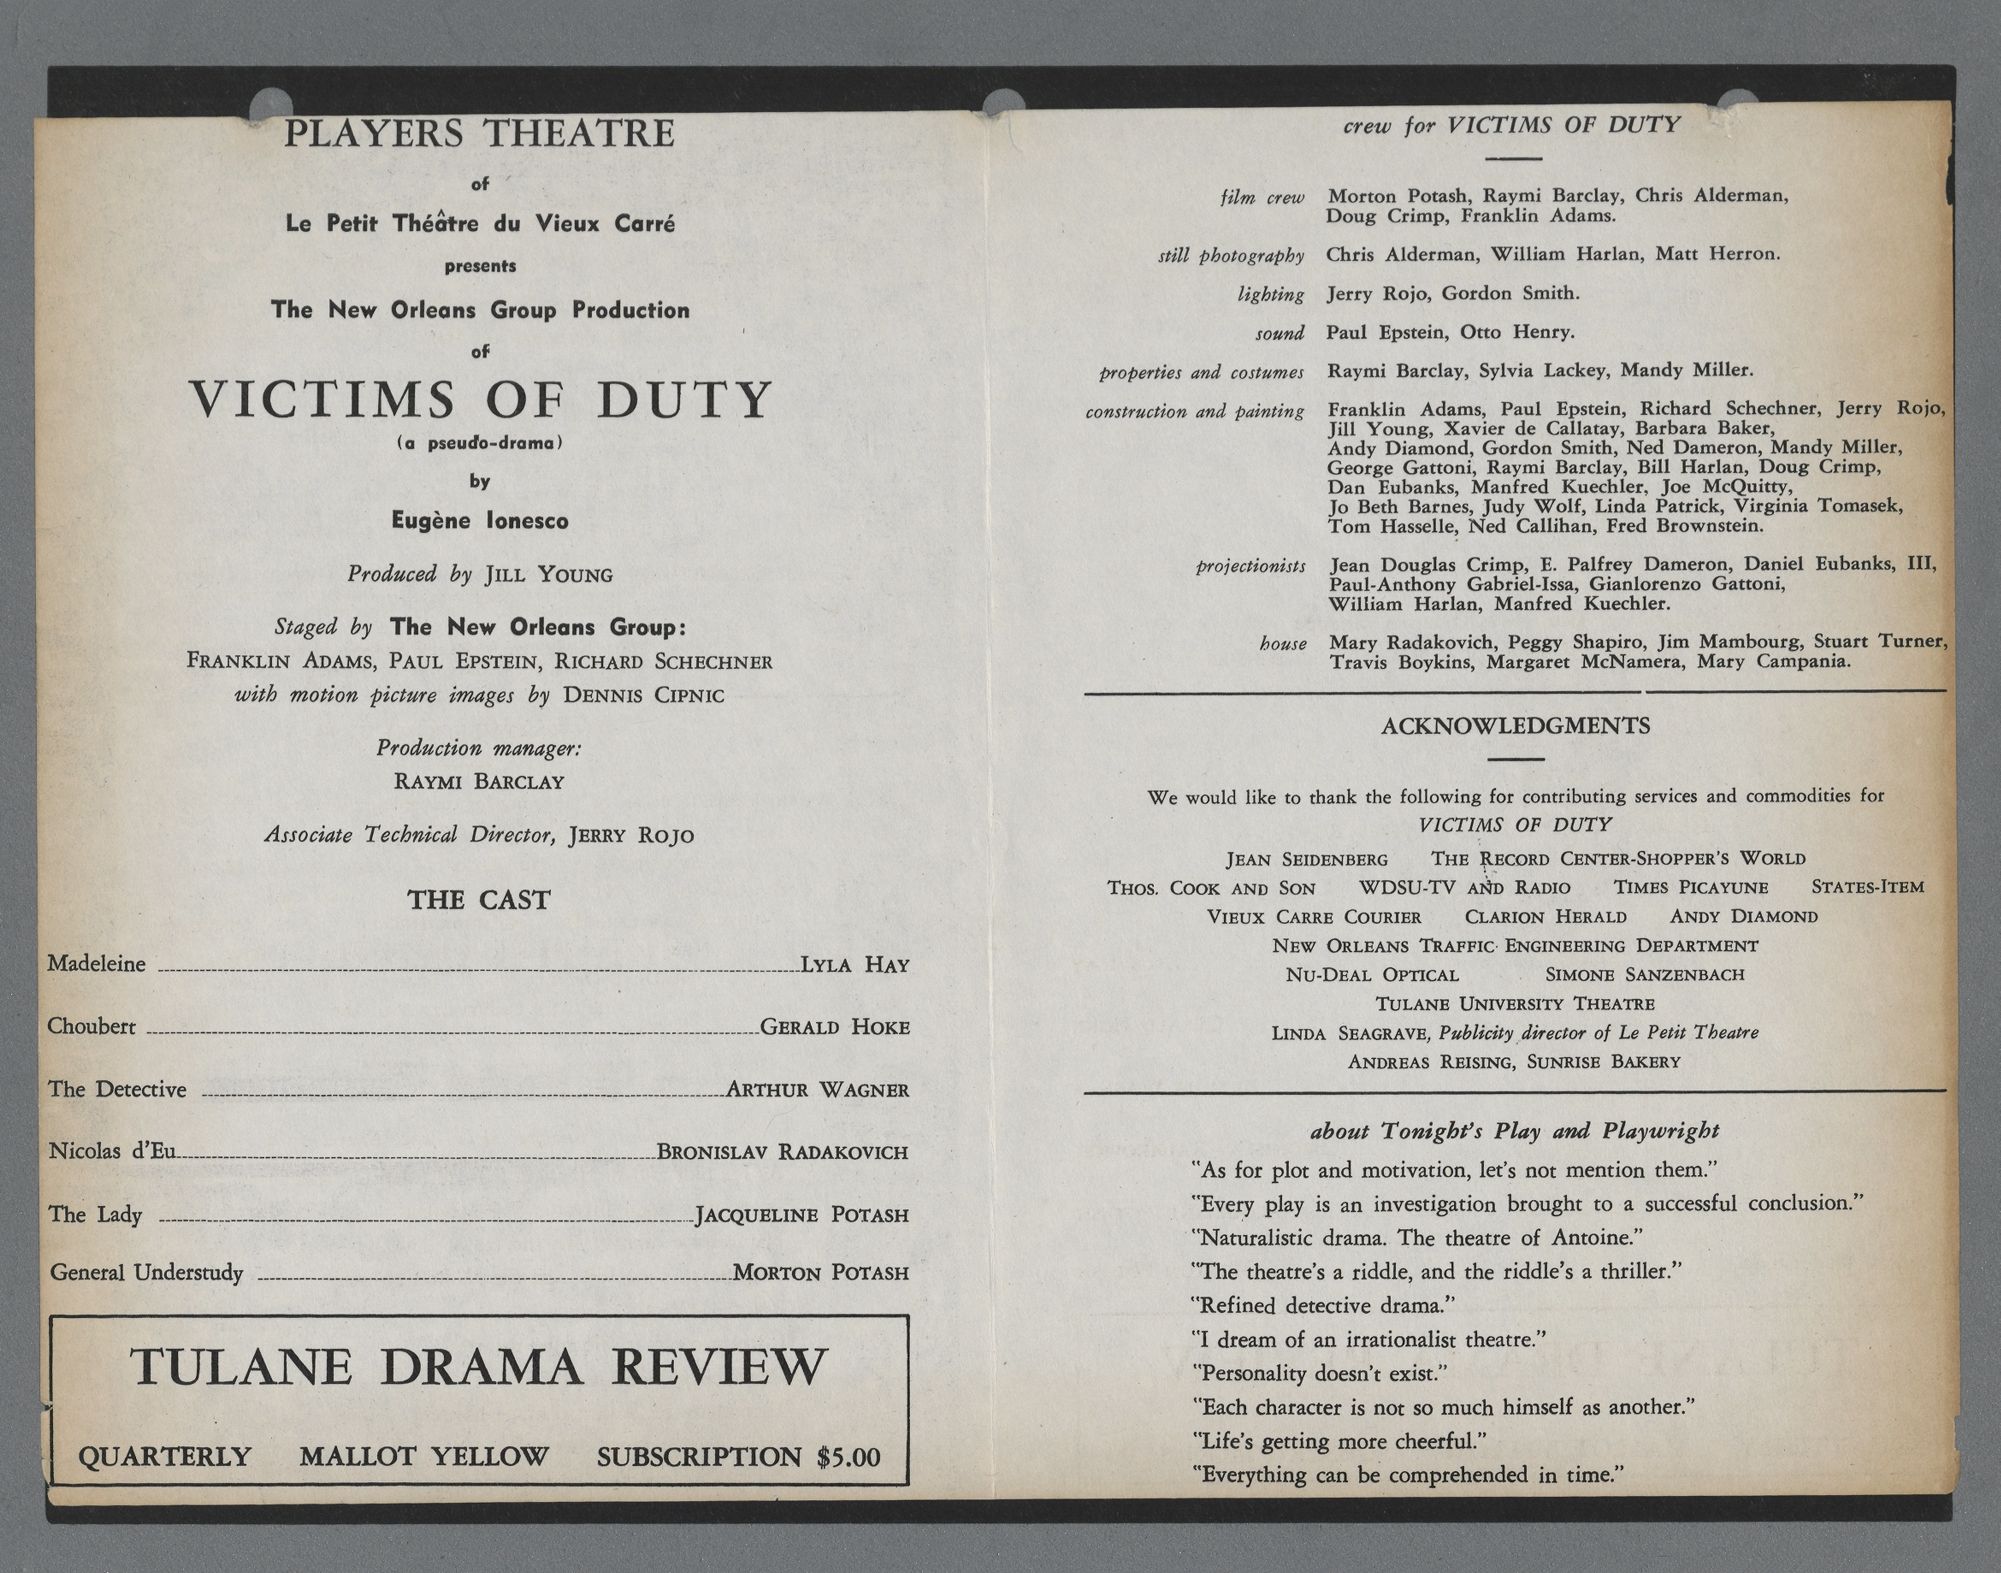 PLAYERS THEATRE
of
Le Petit Théâtre du Vieux Carré
presents
The New Orleans Group Production
of
VICTIMS OF DUTY
(a pseudo-drama)
by
Eugène Ionesco
Produced by JILL YOUNG
Staged by The New Orleans Group:
FRANKLIN ADAMS, PAUL EPSTEIN, RICHARD SCHECHNER
with motion picture images by DENNIS CIPNIC
Production manager:
RAYMI BARCLAY
Associate Technical Director, JERRY ROJO
THE CAST
Madeleine LYLA HAY
Choubert GERALD HOKE
The Detective ARTHUR WAGNER
Nicolas d'Eu BRONISLAV RADAKOVICH
The Lady JACQUELINE POTASH
General Understudy MORTON POTASH
TULANE DRAMA REVIEW
QUARTERLY MALLOT YELLOW SUBSCRIPTION $5.00
crew for VICTIMS OF DUTY
film crew Morton Potash, Raymi Barclay, Chris Alderman,
Doug Crimp, Franklin Adams.
still photography Chris Alderman, William Harlan, Matt Herron.
lighting Jerry Rojo, Gordon Smith.
sound Paul Epstein, Otto Henry.
properties and costumes Raymi Barclay, Sylvia Lackey, Mandy Miller.
construction and painting Franklin Adams, Paul Epstein, Richard Schechner, Jerry Rojo,
Jill Young, Xavier de Callatay, Barbara Baker,
Andy Diamond, Gordon Smith, Ned Dameron, Mandy Miller,
George Gattoni, Raymi Barclay, Bill Harlan, Doug Crimp,
Dan Eubanks, Manfred Kuechler, Joe McQuitty,
Jo Beth Barnes, Judy Wolf, Linda Patrick, Virginia Tomasek,
Tom Hasselle, Ned Callihan, Fred Brownstein.
projectionists Jean Douglas Crimp, E. Palfrey Dameron, Daniel Eubanks, III,
Paul-Anthony Gabriel-Issa, Gianlorenzo Gattoni,
William Harlan, Manfred Kuechler.
house Mary Radakovich, Peggy Shapiro, Jim Mambourg, Stuart Turner,
Travis Boykins, Margaret McNamera, Mary Campania.
ACKNOWLEDGMENTS
We would like to thank the following for contributing services and commodities for
VICTIMS OF DUTY
JEAN SEIDENBERG THE RECORD CENTER-SHOPPER'S WORLD
THOS. COOK AND SON WDSU-TV AND RADIO TIMES PICAYUNE STATES-ITEM
VIEUX CARRE COURIER CLARION HERALD ANDY DIAMOND
NEW ORLEANS TRAFFIC ENGINEERING DEPARTMENT
NU-DEAL OPTICAL SIMONE SANZENBACH
TULANE UNIVERSITY THEATRE
LINDA SEAGRAVE, Publicity director of Le Petit Theatre
ANDREAS REISING, SUNRISE BAKERY
about Tonight's Play and Playwright
"As for plot and motivation, let's not mention them."
"Every play is an investigation brought to a successful conclusion."
"Naturalistic drama. The theatre of Antoine."
"The theatre's a riddle, and the riddle's a thriller."
"Refined detective drama."
"I dream of an irrationalist theatre."
"Personality doesn't exist."
"Each character is not so much himself as another."
"Life's getting more cheerful."
"Everything can be comprehended in time."